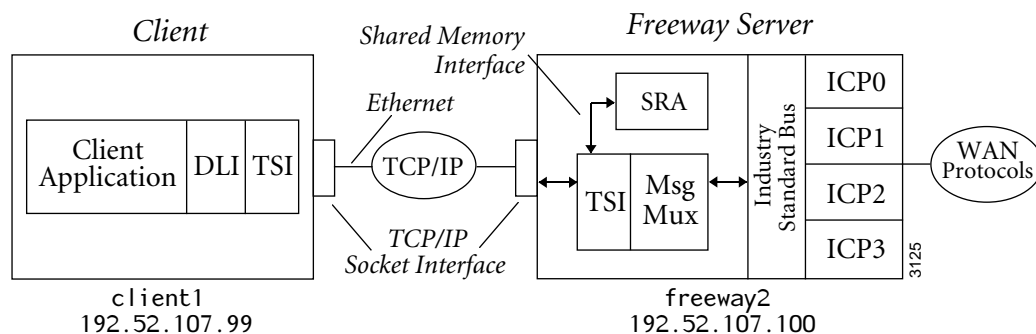 Client
Client
Application
DLI
TSI
Ethernet
TCP/IP
Shared Memory
Interface
TCP/IP
Socket Interface
Freeway Server
SRA
TSI
Msg
Mux
Industry
Standard Bus
ICP0
ICP1
ICP2
ICP3
WAN
Protocols
3125
client1
192.52.107.99
freeway2
192.52.107.100